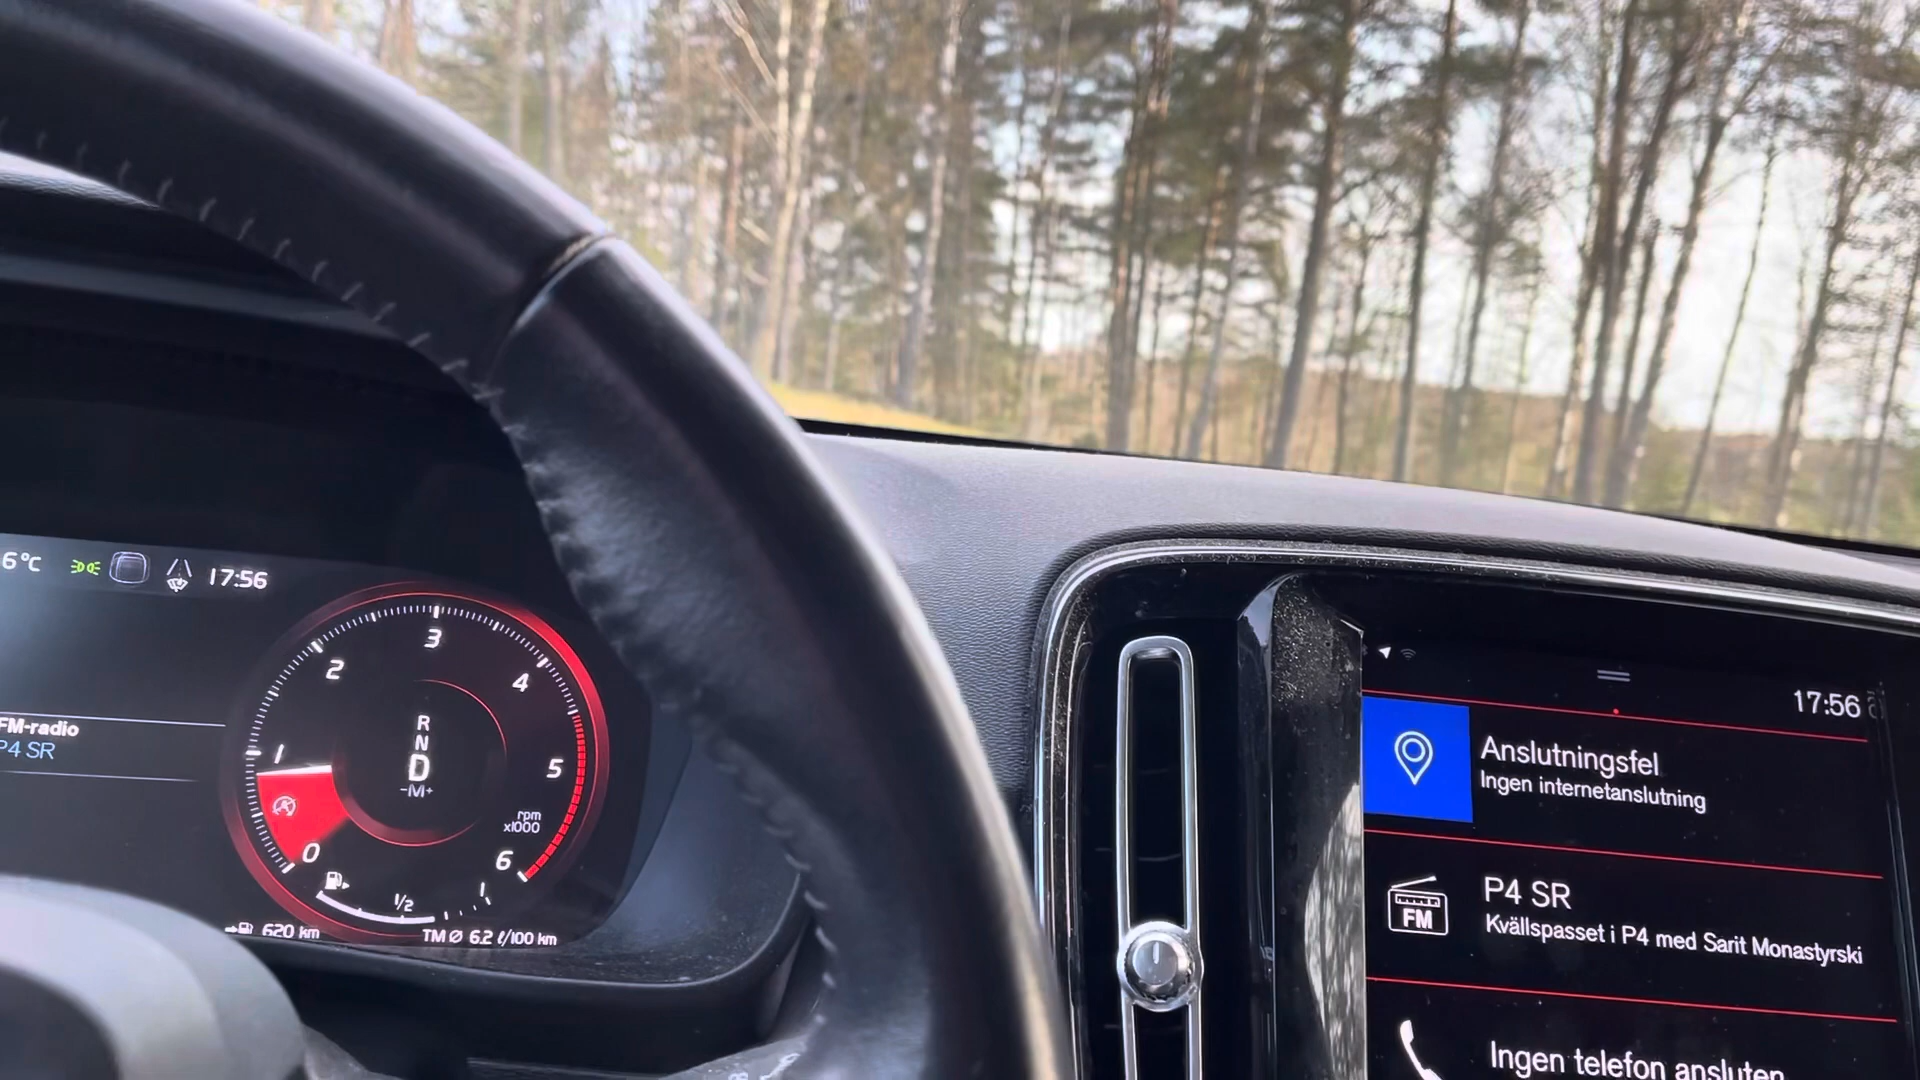 6°C 17:56
FM-radio
P4 SR
0
1
2
3
4
5
6
R
N
D
-M+
rpm
x1000
1/2
1
620 km
TM Ø 6.2 ℓ/100 km
17:56
Anslutningsfel
Ingen internetanslutning
FM
P4 SR
Kvällspasset i P4 med Sarit Monastyrski
Ingen telefon ansluten